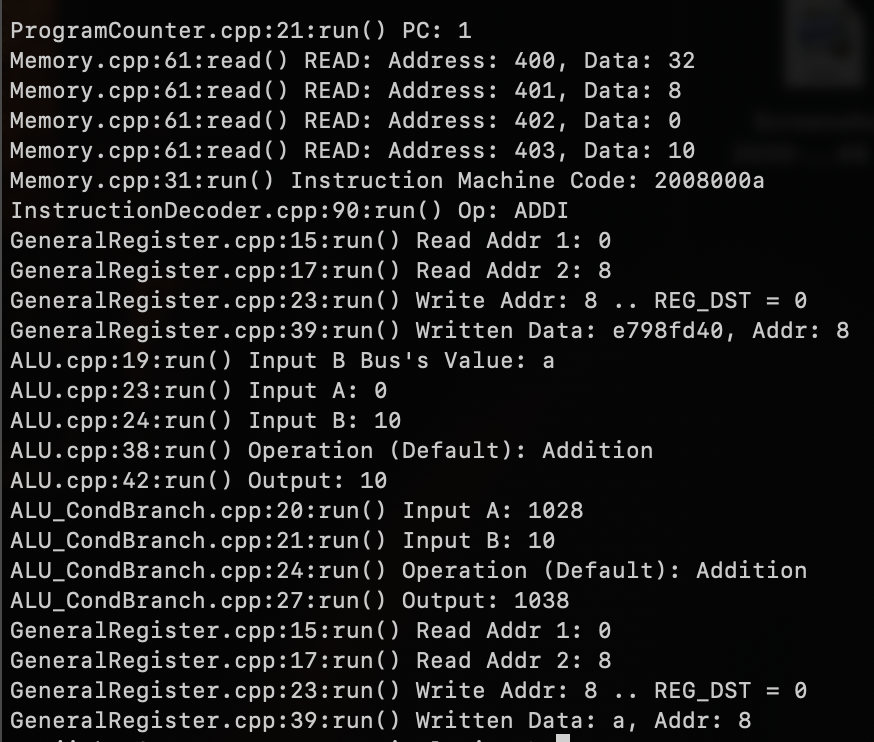 ProgramCounter.cpp:21:run() PC: 1
Memory.cpp:61:read() READ: Address: 400, Data: 32
Memory.cpp:61:read() READ: Address: 401, Data: 8
Memory.cpp:61:read() READ: Address: 402, Data: 0
Memory.cpp:61:read() READ: Address: 403, Data: 10
Memory.cpp:31:run() Instruction Machine Code: 2008000a
InstructionDecoder.cpp:90:run() Op: ADDI
GeneralRegister.cpp:15:run() Read Addr 1: 0
GeneralRegister.cpp:17:run() Read Addr 2: 8
GeneralRegister.cpp:23:run() Write Addr: 8 .. REG_DST = 0
GeneralRegister.cpp:39:run() Written Data: e798fd40, Addr: 8
ALU.cpp:19:run() Input B Bus's Value: a
ALU.cpp:23:run() Input A: 0
ALU.cpp:24:run() Input B: 10
ALU.cpp:38:run() Operation (Default): Addition
ALU.cpp:42:run() Output: 10
ALU_CondBranch.cpp:20:run() Input A: 1028
ALU_CondBranch.cpp:21:run() Input B: 10
ALU_CondBranch.cpp:24:run() Operation (Default): Addition
ALU_CondBranch.cpp:27:run() Output: 1038
GeneralRegister.cpp:15:run() Read Addr 1: 0
GeneralRegister.cpp:17:run() Read Addr 2: 8
GeneralRegister.cpp:23:run() Write Addr: 8 .. REG_DST = 0
GeneralRegister.cpp:39:run() Written Data: a, Addr: 8